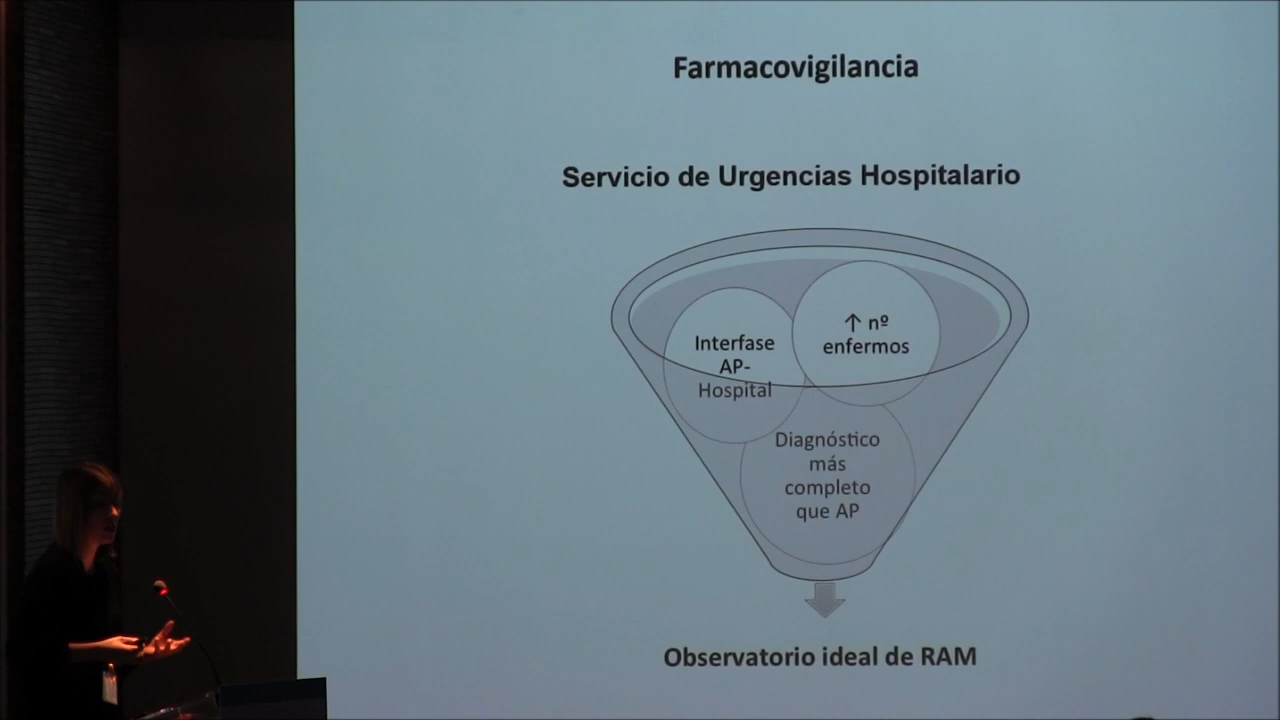 Farmacovigilancia
Servicio de Urgencias Hospitalario
Interfase
AP-
Hospital
↑ nº
enfermos
Diagnóstico
más
completo
que AP
Observatorio ideal de RAM